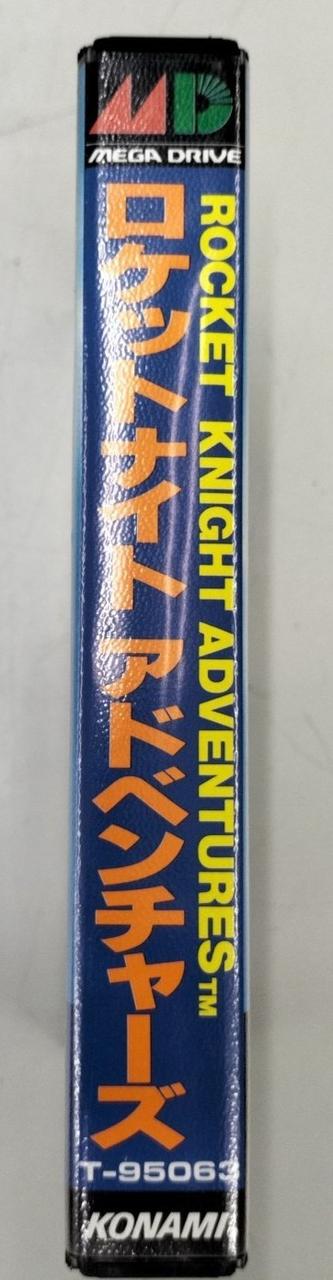 MD
MEGA DRIVE
ロケットナイト アドベンチャーズ
ROCKET KNIGHT ADVENTURES™
T-95063
KONAMI